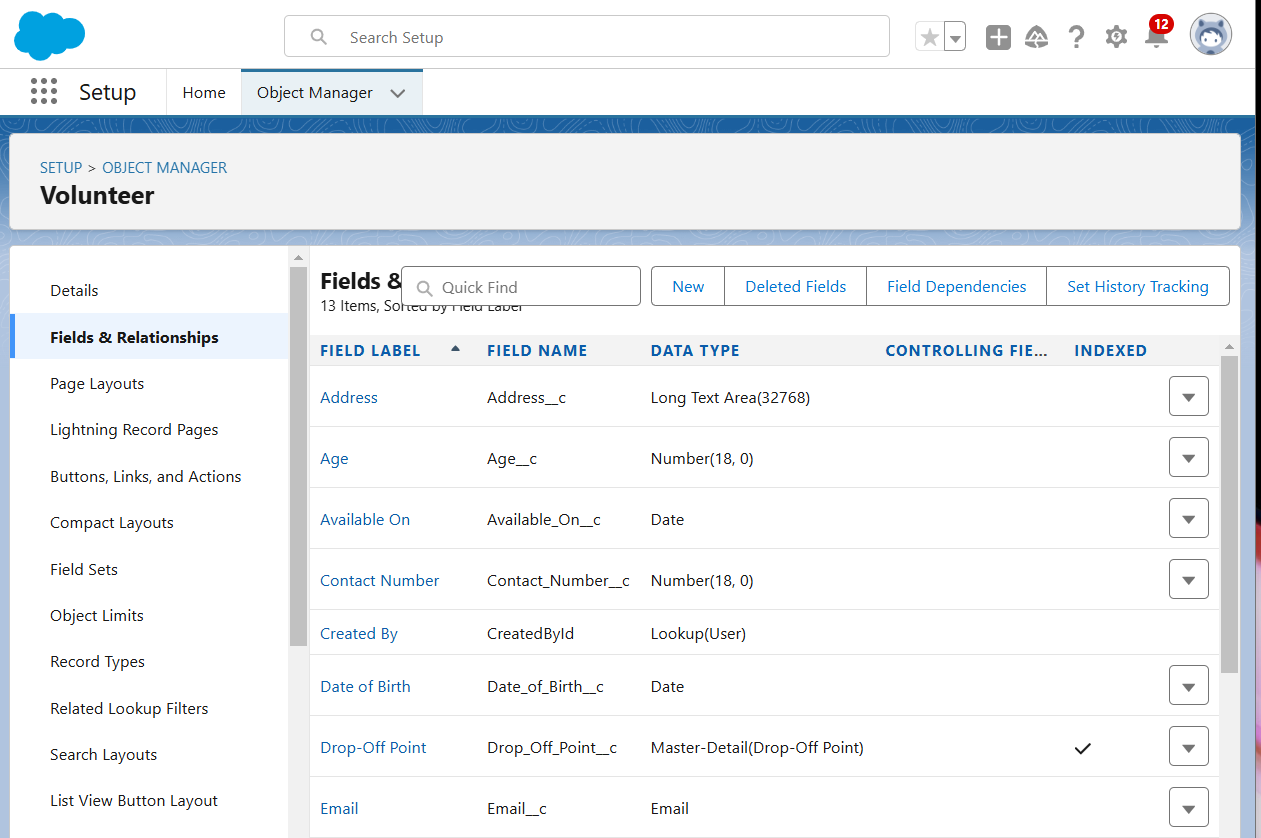 Search Setup
12
Setup
Home
Object Manager
SETUP > OBJECT MANAGER
Volunteer
Details
Fields & Relationships
Page Layouts
Lightning Record Pages
Buttons, Links, and Actions
Compact Layouts
Field Sets
Object Limits
Record Types
Related Lookup Filters
Search Layouts
List View Button Layout
Fields &
13 Items, Sorted by Field Label
Quick Find
New
Deleted Fields
Field Dependencies
Set History Tracking
FIELD LABEL FIELD NAME DATA TYPE CONTROLLING FIE... INDEXED
Address Address__c Long Text Area(32768)
Age Age__c Number(18, 0)
Available On Available_On__c Date
Contact Number Contact_Number__c Number(18, 0)
Created By CreatedById Lookup(User)
Date of Birth Date_of_Birth__c Date
Drop-Off Point Drop_Off_Point__c Master-Detail(Drop-Off Point)
Email Email__c Email